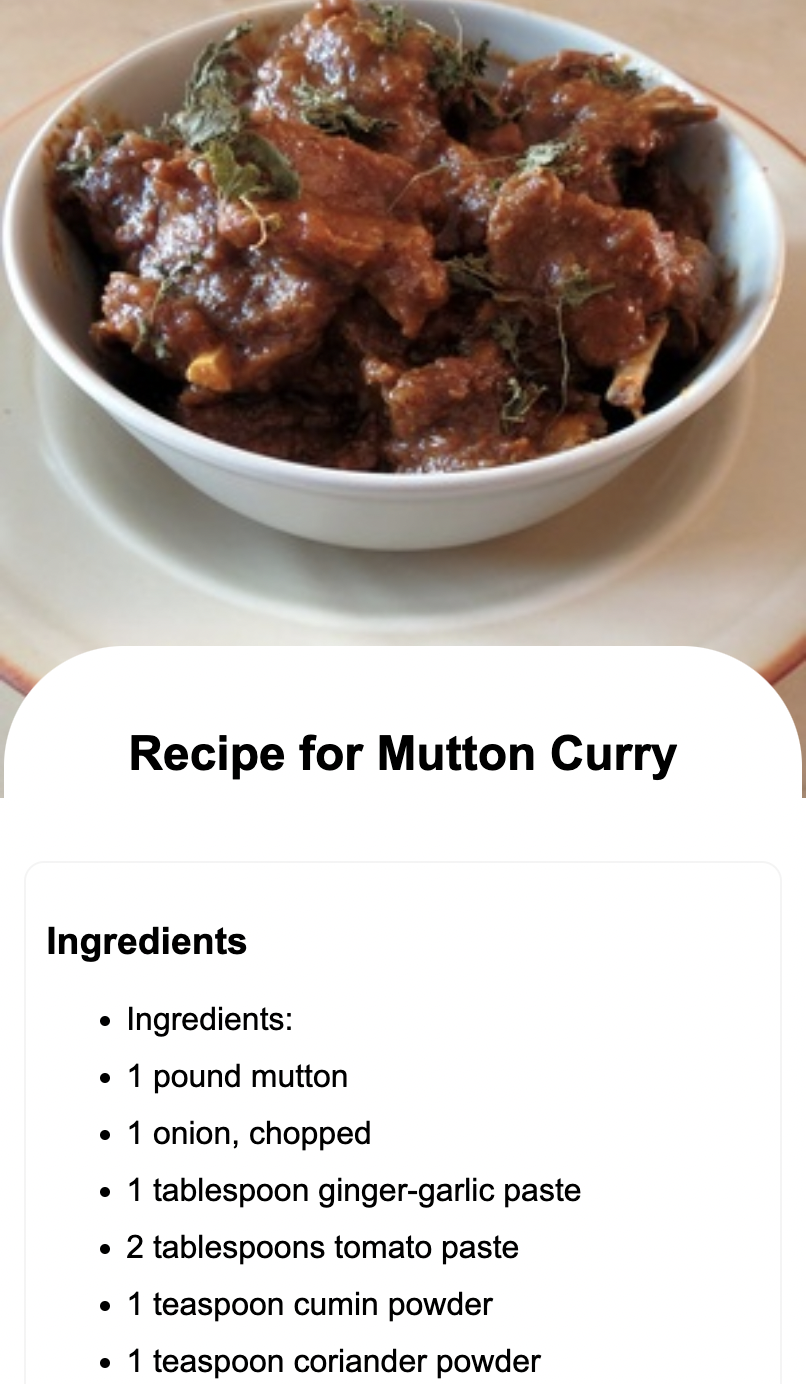 Recipe for Mutton Curry
Ingredients
Ingredients:
1 pound mutton
1 onion, chopped
1 tablespoon ginger-garlic paste
2 tablespoons tomato paste
1 teaspoon cumin powder
1 teaspoon coriander powder